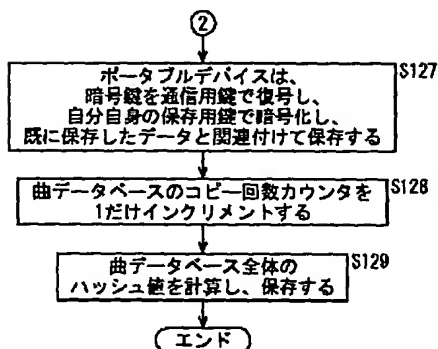 2
ポータブルデバイスは、
暗号鍵を通信用鍵で復号し、
自分自身の保存用鍵で暗号化し、
既に保存したデータと関連付けて保存する
S127
曲データベースのコピー回数カウンタを
1だけインクリメントする
S128
曲データベース全体の
ハッシュ値を計算し、保存する
S129
エンド